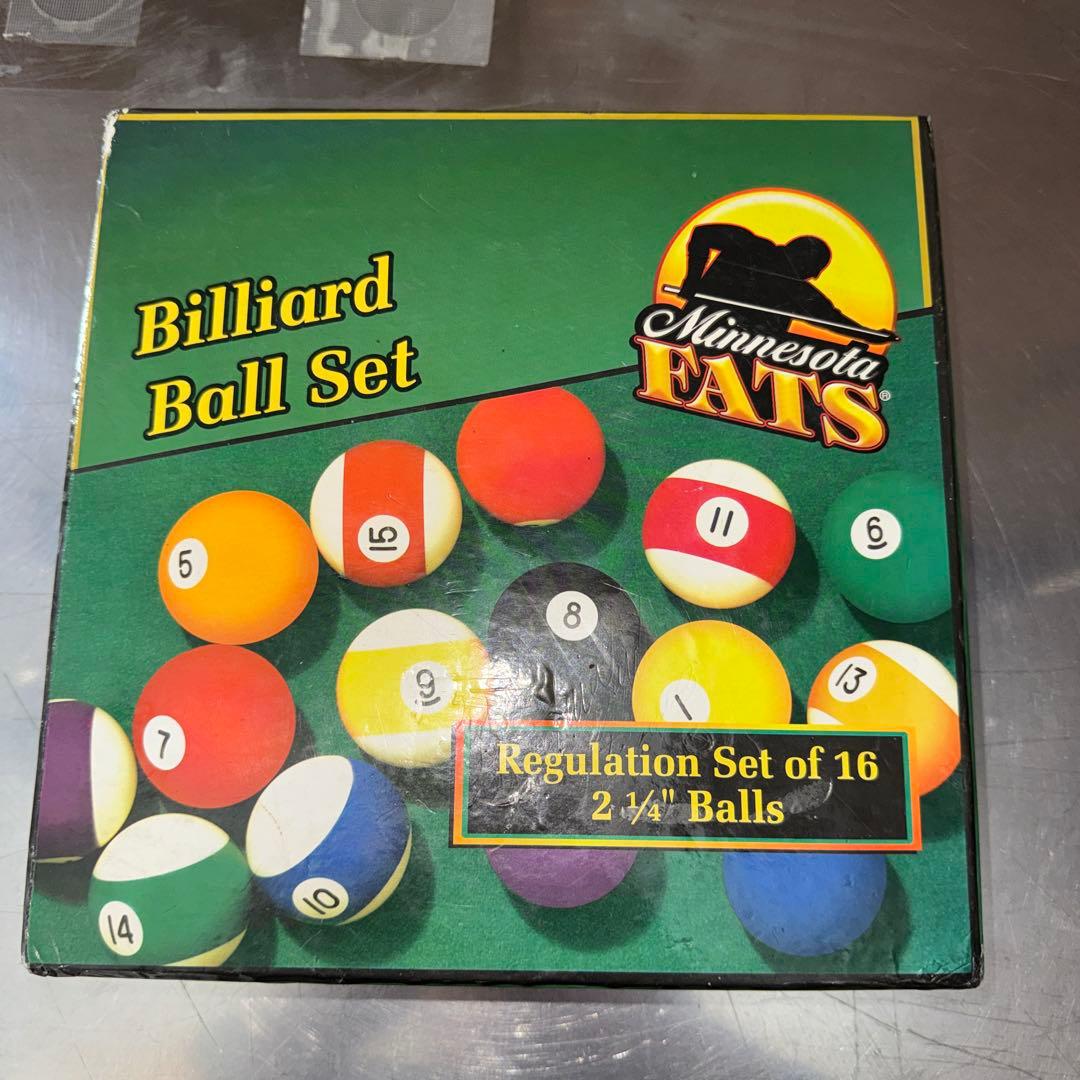 Billiard
Ball Set
Minnesota
FATS®
5
15
11
6
8
9
1
13
7
10
14
Regulation Set of 16
2 ¼" Balls